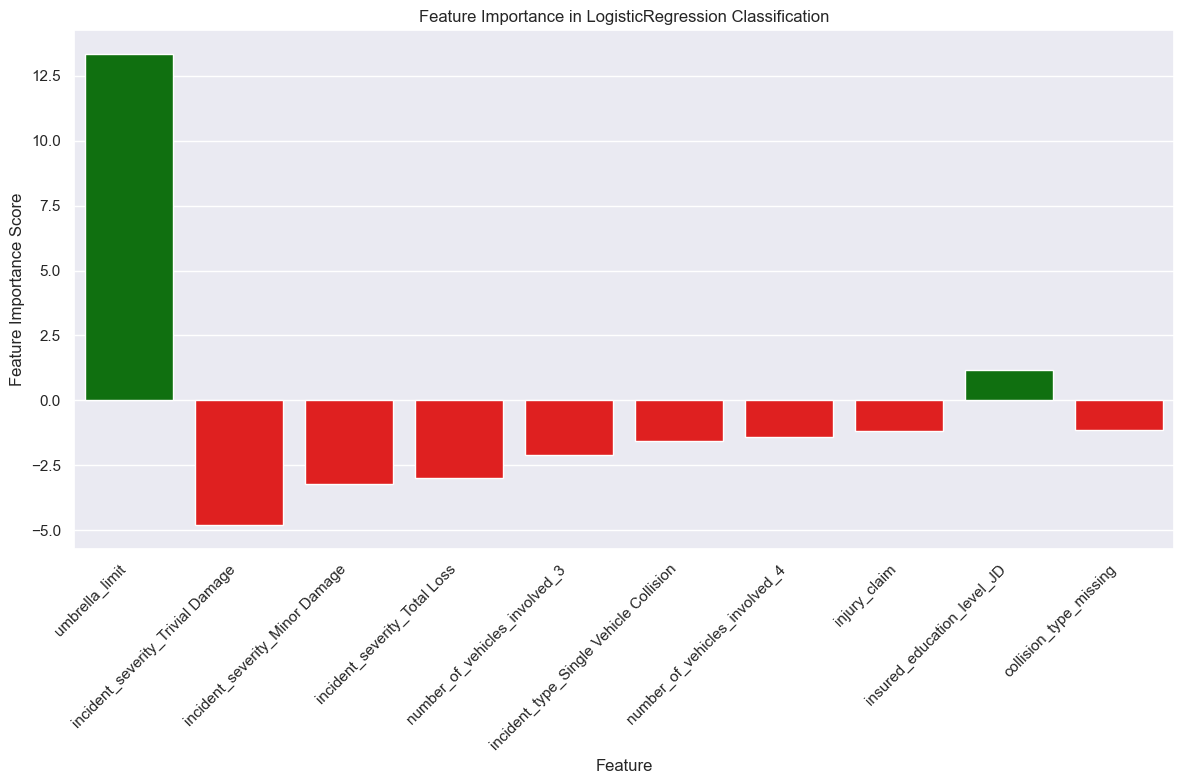 Feature Importance in LogisticRegression Classification
Feature Importance Score
12.5
10.0
7.5
5.0
2.5
0.0
−2.5
−5.0
umbrella_limit
incident_severity_Trivial Damage
incident_severity_Minor Damage
incident_severity_Total Loss
number_of_vehicles_involved_3
incident_type_Single Vehicle Collision
number_of_vehicles_involved_4
injury_claim
insured_education_level_JD
collision_type_missing
Feature